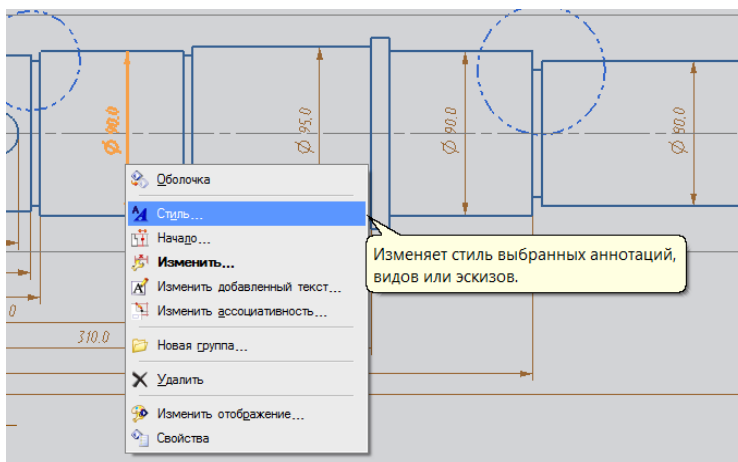 Ø 90.0
Ø 95.0
Ø 90.0
Ø 80.0
Оболочка
Стиль...
Начало...
Изменить...
Изменить добавленный текст...
Изменить ассоциативность...
Новая группа...
Удалить
Изменить отображение...
Свойства
Изменяет стиль выбранных аннотаций,
видов или эскизов.
0
310.0